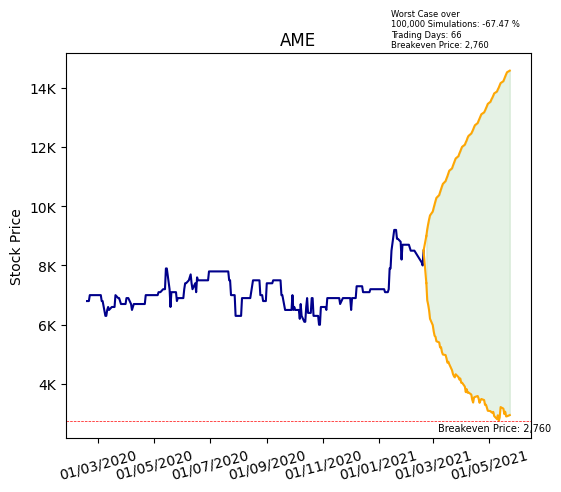 Worst Case over
100,000 Simulations: -67.47 %
Trading Days: 66
Breakeven Price: 2,760
AME
Stock Price
14K
12K
10K
8K
6K
4K
Breakeven Price: 2,760
01/03/2020
01/05/2020
01/07/2020
01/09/2020
01/11/2020
01/01/2021
01/03/2021
01/05/2021